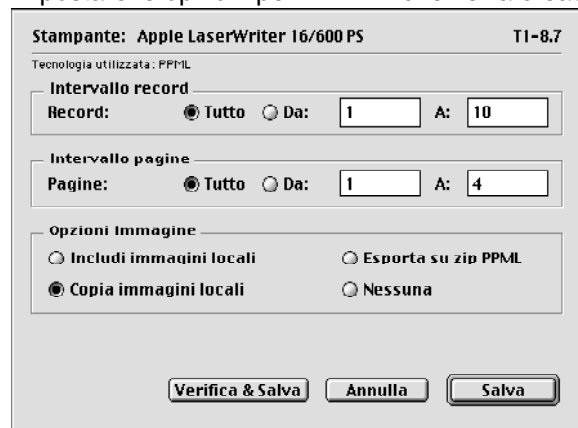 Stampante: Apple LaserWriter 16/600 PS T1-8.7
Tecnologia utilizzata: PPML
Intervallo record
Record: Tutto Da: 1 A: 10
Intervallo pagine
Pagine: Tutto Da: 1 A: 4
Opzioni Immagine
Includi immagini locali Esporta su zip PPML
Copia immagini locali Nessuna
Verifica & Salva Annulla Salva